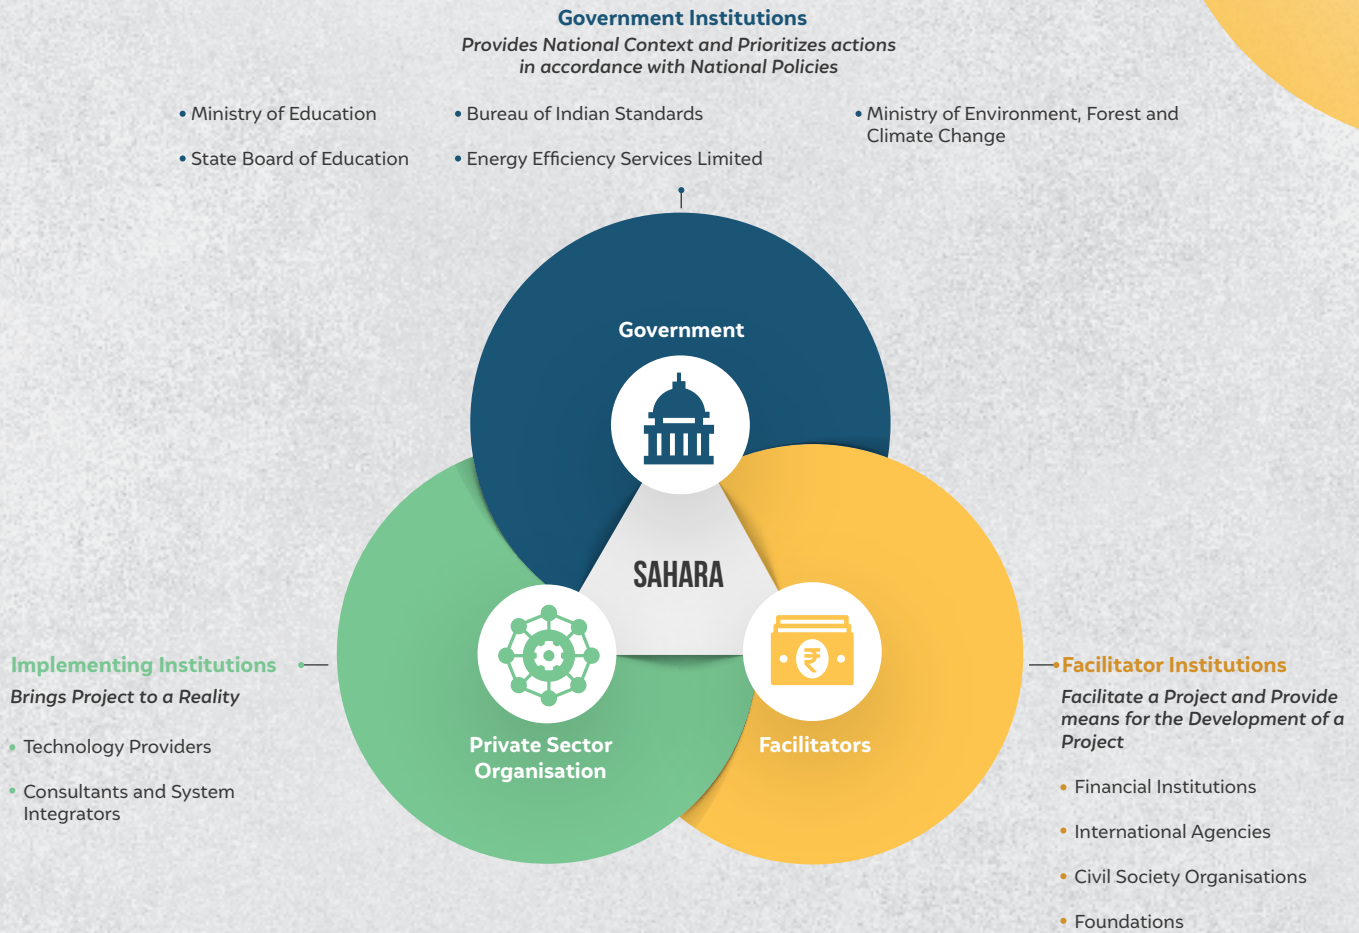 Government Institutions
Provides National Context and Prioritizes actions
in accordance with National Policies
• Ministry of Education
• State Board of Education
• Bureau of Indian Standards
• Energy Efficiency Services Limited
• Ministry of Environment, Forest and
Climate Change
Government
SAHARA
Private Sector
Organisation
₹
Facilitators
Implementing Institutions
Brings Project to a Reality
• Technology Providers
• Consultants and System
Integrators
Facilitator Institutions
Facilitate a Project and Provide
means for the Development of a
Project
• Financial Institutions
• International Agencies
• Civil Society Organisations
• Foundations